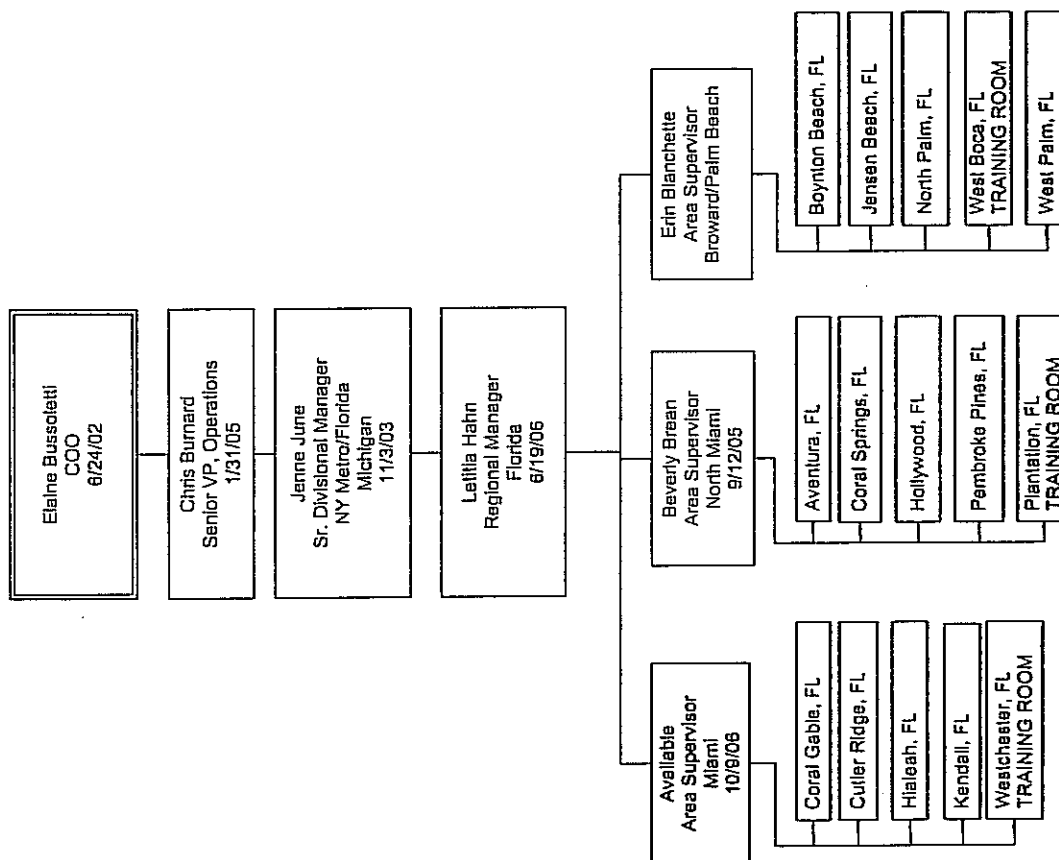 Elaine Bussoletti
COO
6/24/02
Chris Burnard
Senior VP, Operations
1/31/05
Jenne June
Sr. Divisional Manager
NY Metro/Florida
Michigan
11/3/03
Letitia Hahn
Regional Manager
Florida
6/19/06
Available
Area Supervisor
Miami
10/9/06
Coral Gable, FL
Cutler Ridge, FL
Hialeah, FL
Kendall, FL
Westchester, FL
TRAINING ROOM
Beverly Brean
Area Supervisor
North Miami
9/12/05
Aventura, FL
Coral Springs, FL
Hollywood, FL
Pembroke Pines, FL
Plantation, FL
TRAINING ROOM
Erin Blanchette
Area Supervisor
Broward/Palm Beach
Boynton Beach, FL
Jensen Beach, FL
North Palm, FL
West Boca, FL
TRAINING ROOM
West Palm, FL